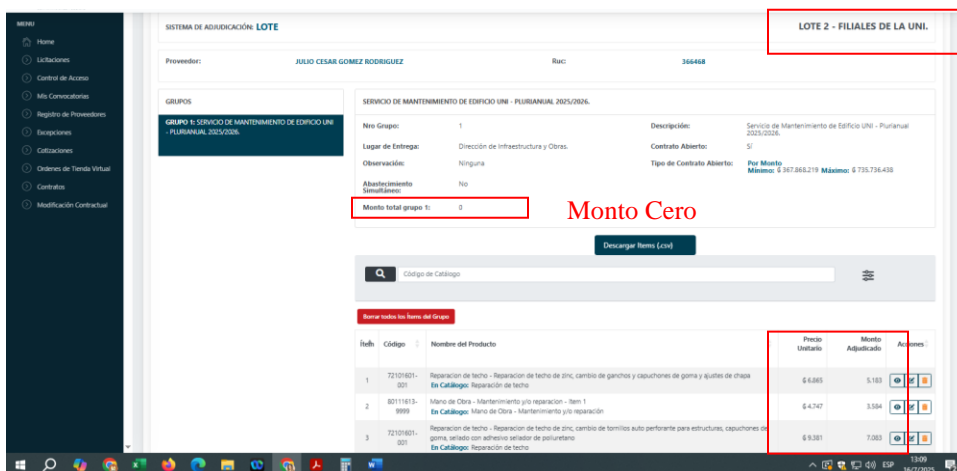 MENU
Home
Licitaciones
Control de Acceso
Mis Convocatorias
Registro de Proveedores
Excepciones
Cotizaciones
Ordenes de Tienda Virtual
Contratos
Modificación Contractual
SISTEMA DE ADJUDICACIÓN: LOTE
LOTE 2 - FILIALES DE LA UNI.
Proveedor: JULIO CESAR GOMEZ RODRIGUEZ Ruc: 366468
GRUPOS
GRUPO 1: SERVICIO DE MANTENIMIENTO DE EDIFICIO UNI
- PLURIANUAL 2025/2026.
SERVICIO DE MANTENIMIENTO DE EDIFICIO UNI - PLURIANUAL 2025/2026.
Nro Grupo: 1 Descripción: Servicio de Mantenimiento de Edificio UNI - Plurianual
2025/2026.
Lugar de Entrega: Dirección de Infraestructura y Obras. Contrato Abierto: Sí
Observación: Ninguna Tipo de Contrato Abierto: Por Monto
Mínimo: ₲ 367.868.219 Máximo: ₲ 735.736.438
Abastecimiento No
Simultáneo:
Monto total grupo 1: 0
Monto Cero
Descargar Items (.csv)
Código de Catálogo
Borrar todos los Ítems del Grupo
Ítem Código Nombre del Producto Precio Unitario Monto Adjudicado Acciones
1 72101601-001 Reparacion de techo - Reparacion de techo de zinc, cambio de ganchos y capuchones de goma y ajustes de chapa ₲ 6.865 5.183
En Catálogo: Reparación de techo
2 80111613-9999 Mano de Obra - Mantenimiento y/o reparacion - Item 1 ₲ 4.747 3.584
En Catálogo: Mano de Obra - Mantenimiento y/o reparación
3 72101601-001 Reparacion de techo - Reparacion de techo de zinc, cambio de tornillos auto perforante para estructuras, capuchones de
goma, sellado con adhesivo sellador de poliuretano ₲ 9.381 7.083
En Catálogo: Reparación de techo
ESP
13:09
16/7/2025